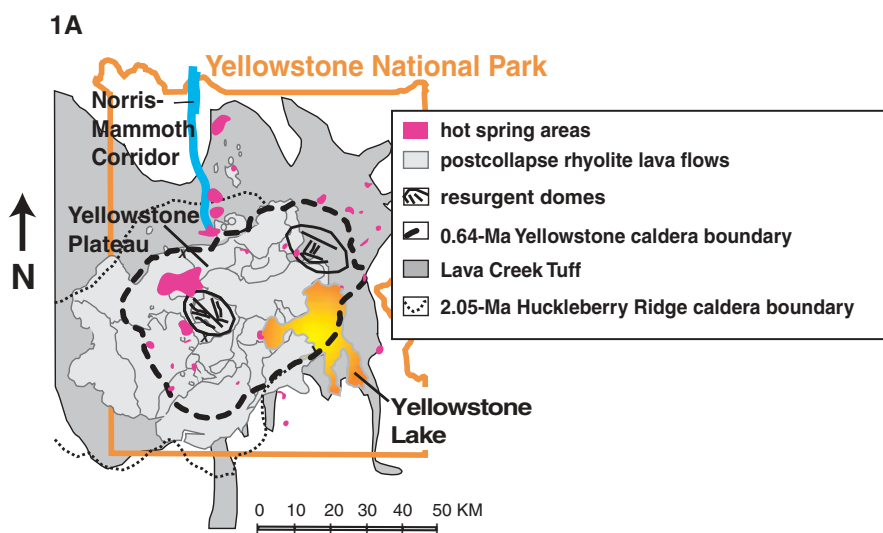 1A
Yellowstone National Park
Norris-
Mammoth
Corridor
hot spring areas
postcollapse rhyolite lava flows
resurgent domes
0.64-Ma Yellowstone caldera boundary
Lava Creek Tuff
2.05-Ma Huckleberry Ridge caldera boundary
Yellowstone
Plateau
N
Yellowstone
Lake
0 10 20 30 40 50 KM